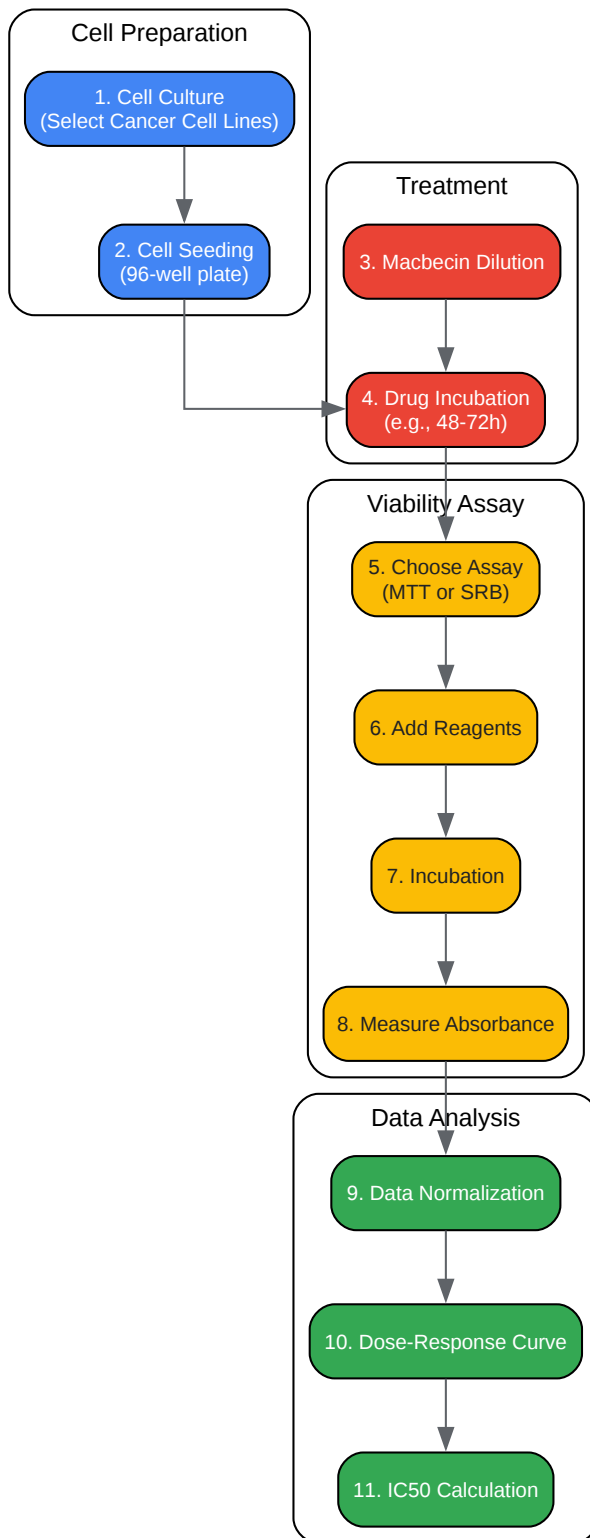 Cell Preparation
1. Cell Culture
(Select Cancer Cell Lines)
2. Cell Seeding
(96-well plate)
Treatment
3. Macbecin Dilution
4. Drug Incubation
(e.g., 48-72h)
Viability Assay
5. Choose Assay
(MTT or SRB)
6. Add Reagents
7. Incubation
8. Measure Absorbance
Data Analysis
9. Data Normalization
10. Dose-Response Curve
11. IC50 Calculation